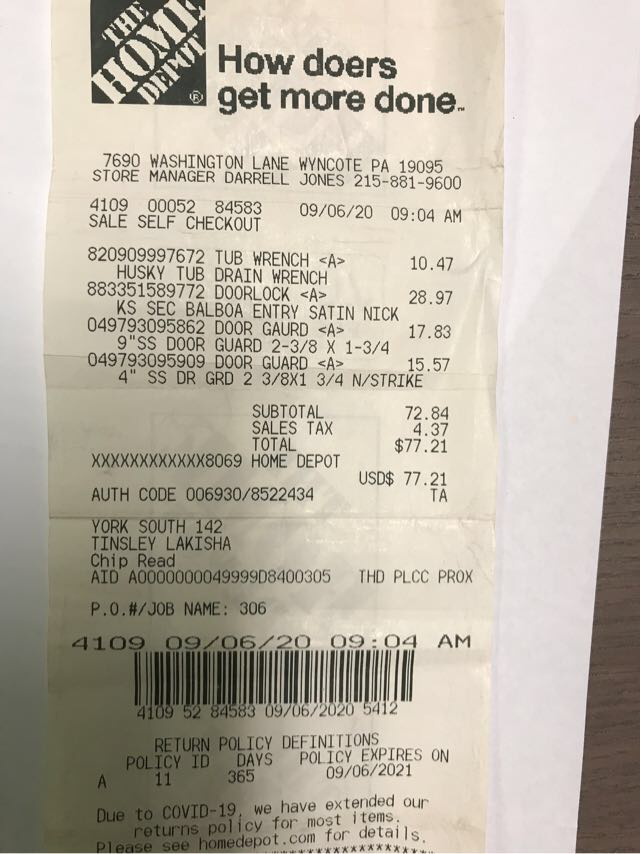 THE
HOME
DEPOT
®
How doers
get more done™
7690 WASHINGTON LANE WYNCOTE PA 19095
STORE MANAGER DARRELL JONES 215-881-9600
4109 00052 84583 09/06/20 09:04 AM
SALE SELF CHECKOUT
820909997672 TUB WRENCH <A> 10.47
HUSKY TUB DRAIN WRENCH
883351589772 DOORLOCK <A> 28.97
KS SEC BALBOA ENTRY SATIN NICK
049793095862 DOOR GAURD <A> 17.83
9"SS DOOR GUARD 2-3/8 X 1-3/4
049793095909 DOOR GUARD <A> 15.57
4" SS DR GRD 2 3/8X1 3/4 N/STRIKE
SUBTOTAL 72.84
SALES TAX 4.37
TOTAL $77.21
XXXXXXXXXXXX8069 HOME DEPOT
USD$ 77.21
AUTH CODE 006930/8522434 TA
YORK SOUTH 142
TINSLEY LAKISHA
Chip Read
AID A0000000049999D8400305 THD PLCC PROX
P.O.#/JOB NAME: 306
4109 09/06/20 09:04 AM
4109 52 84583 09/06/2020 5412
RETURN POLICY DEFINITIONS
POLICY ID DAYS POLICY EXPIRES ON
A 11 365 09/06/2021
Due to COVID-19, we have extended our
returns policy for most items.
Please see homedepot.com for details.